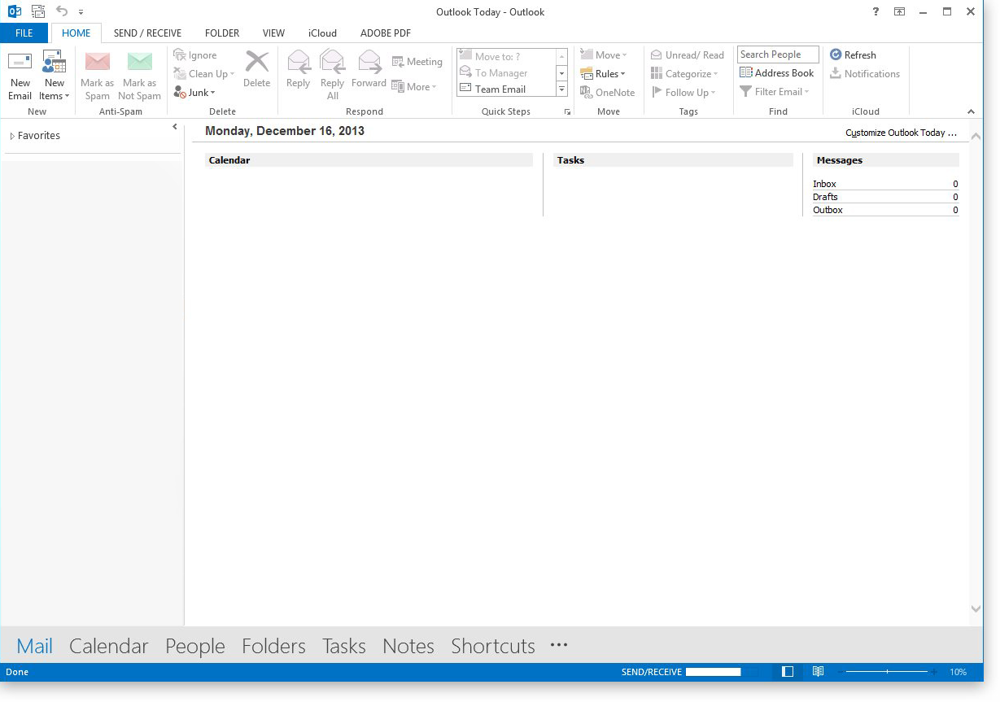 Outlook Today - Outlook
FILE HOME SEND / RECEIVE FOLDER VIEW iCloud ADOBE PDF
New Email
New Items
New
Mark as Spam
Mark as Not Spam
Anti-Spam
Ignore
Clean Up
Junk
Delete
Delete
Reply
Reply All
Forward
Meeting
More
Respond
Move to: ?
To Manager
Team Email
Quick Steps
Move
Rules
OneNote
Move
Unread/ Read
Categorize
Follow Up
Tags
Search People
Address Book
Filter Email
Find
Refresh
Notifications
iCloud
Favorites
Monday, December 16, 2013
Customize Outlook Today ...
Calendar
Tasks
Messages
Inbox 0
Drafts 0
Outbox 0
Mail Calendar People Folders Tasks Notes Shortcuts ···
Done
SEND/RECEIVE
10%